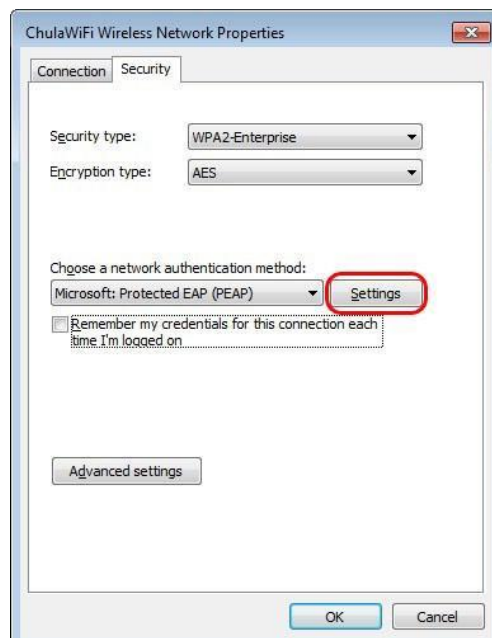 ChulaWiFi Wireless Network Properties
Connection Security
Security type: WPA2-Enterprise
Encryption type: AES
Choose a network authentication method:
Microsoft: Protected EAP (PEAP) Settings
Remember my credentials for this connection each
time I'm logged on
Advanced settings
OK Cancel